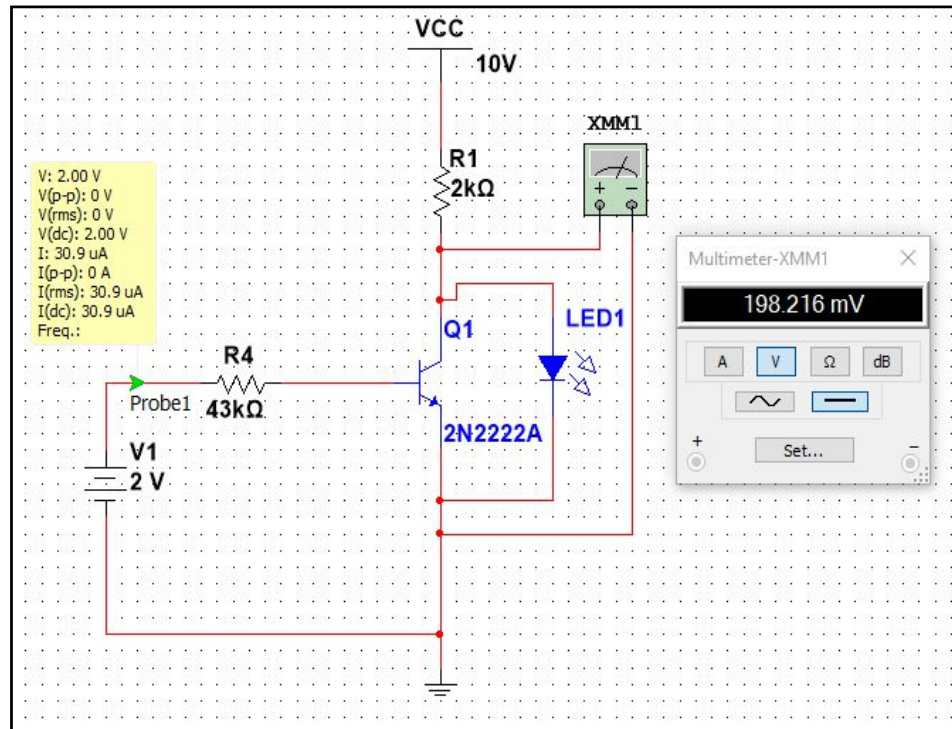 VCC
10V
XMM1
+ −
R1
2kΩ
V: 2.00 V
V(p-p): 0 V
V(rms): 0 V
V(dc): 2.00 V
I: 30.9 uA
I(p-p): 0 A
I(rms): 30.9 uA
I(dc): 30.9 uA
Freq.:
Multimeter-XMM1
198.216 mV
A V Ω dB
+ −
Set...
Q1
LED1
R4
Probe1
43kΩ
2N2222A
V1
2 V